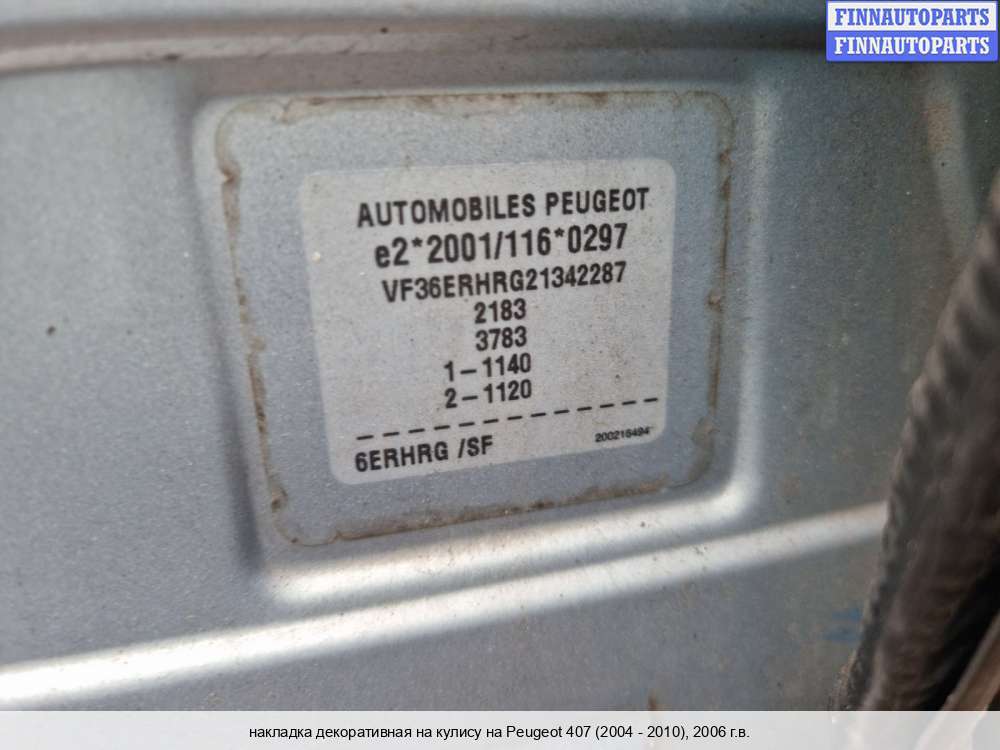 FINNAUTOPARTS
FINNAUTOPARTS
AUTOMOBILES PEUGEOT
e2*2001/116*0297
VF36ERHRG21342287
2183
3783
1-1140
2-1120
6ERHRG /SF
200216494
накладка декоративная на кулису на Peugeot 407 (2004 - 2010), 2006 г.в.